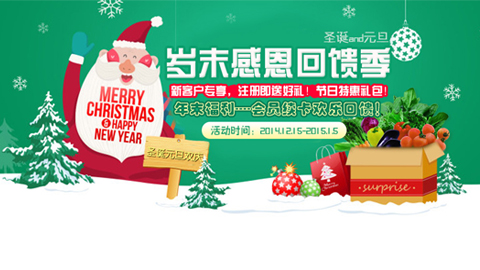 圣诞and元旦
岁末感恩回馈季
新客户专享,注册即送好礼!节日特惠礼包!
年末福利---会员续卡欢乐回馈!
活动时间:2014.12.15-2015.1.5
MERRY
CHRISTMAS
& HAPPY
NEW YEAR
圣诞元旦双庆
surprise